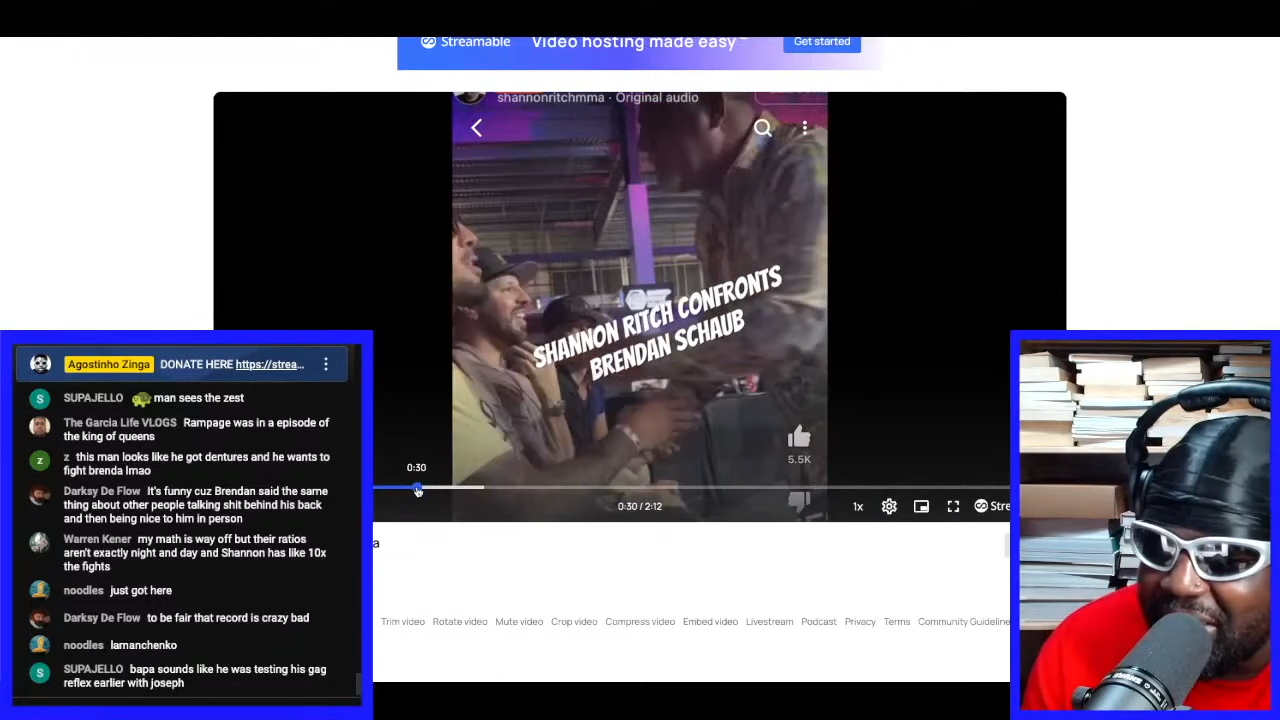 Streamable
Video hosting made easy
Get started
shannonritchmma · Original audio
SHANNON RITCH CONFRONTS
BRENDAN SCHAUB
5.5K
0:30
0:30 / 2:12
1x
Stre
a
Trim video Rotate video Mute video Crop video Compress video Embed video Livestream Podcast Privacy Terms Community Guideline
Agostinho Zinga DONATE HERE https://strea...
S SUPAJELLO man sees the zest
The Garcia Life VLOGS Rampage was in a episode of
the king of queens
z z this man looks like he got dentures and he wants to
fight brenda lmao
Darksy De Flow It's funny cuz Brendan said the same
thing about other people talking shit behind his back
and then being nice to him in person
Warren Kener my math is way off but their ratios
aren't exactly night and day and Shannon has like 10x
the fights
noodles just got here
Darksy De Flow to be fair that record is crazy bad
noodles lamanchenko
S SUPAJELLO bapa sounds like he was testing his gag
reflex earlier with joseph